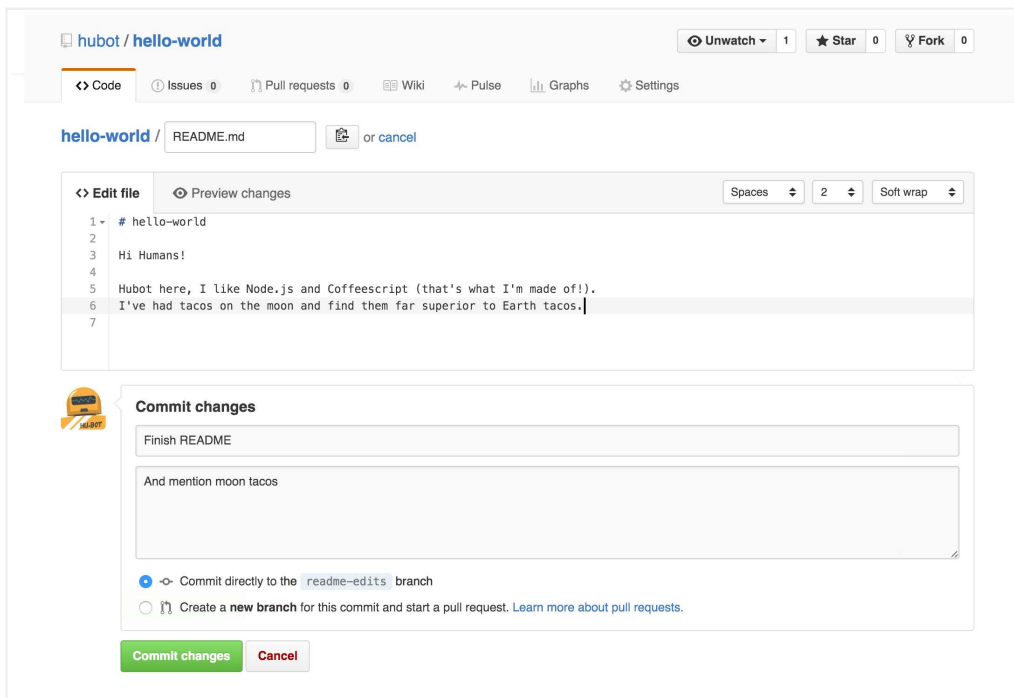 hubot / hello-world
Unwatch 1 Star 0 Fork 0
Code Issues 0 Pull requests 0 Wiki Pulse Graphs Settings
hello-world / README.md or cancel
Edit file Preview changes Spaces 2 Soft wrap
1 # hello-world
2
3 Hi Humans!
4
5 Hubot here, I like Node.js and Coffeescript (that's what I'm made of!).
6 I've had tacos on the moon and find them far superior to Earth tacos.
7
HU-BOT
Commit changes
Finish README
And mention moon tacos
Commit directly to the readme-edits branch
Create a new branch for this commit and start a pull request. Learn more about pull requests.
Commit changes Cancel